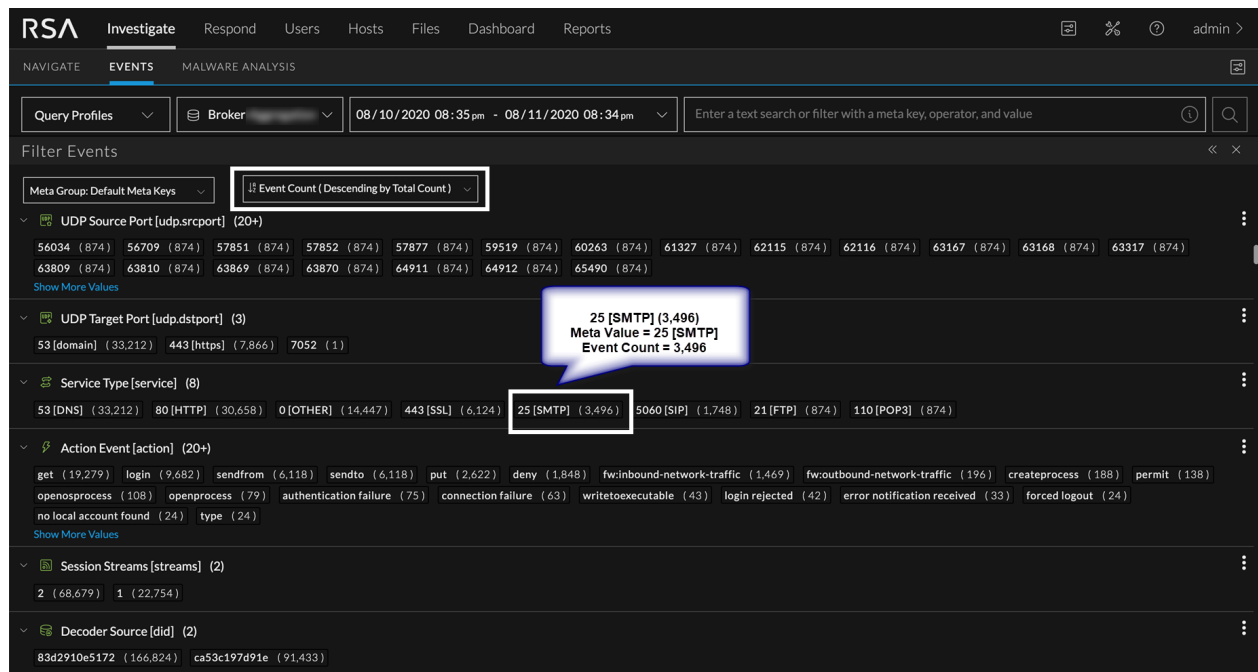 RSA Investigate Respond Users Hosts Files Dashboard Reports admin >
NAVIGATE EVENTS MALWARE ANALYSIS
Query Profiles Broker 08/10/2020 08:35 pm - 08/11/2020 08:34 pm Enter a text search or filter with a meta key, operator, and value
Filter Events
Meta Group: Default Meta Keys Event Count ( Descending by Total Count )
UDP Source Port [udp.srcport] (20+)
56034 (874) 56709 (874) 57851 (874) 57852 (874) 57877 (874) 59519 (874) 60263 (874) 61327 (874) 62115 (874) 62116 (874) 63167 (874) 63168 (874) 63317 (874)
63809 (874) 63810 (874) 63869 (874) 63870 (874) 64911 (874) 64912 (874) 65490 (874)
Show More Values
UDP Target Port [udp.dstport] (3)
53 [domain] (33,212) 443 [https] (7,866) 7052 (1)
25 [SMTP] (3,496)
Meta Value = 25 [SMTP]
Event Count = 3,496
Service Type [service] (8)
53 [DNS] (33,212) 80 [HTTP] (30,658) 0 [OTHER] (14,447) 443 [SSL] (6,124) 25 [SMTP] (3,496) 5060 [SIP] (1,748) 21 [FTP] (874) 110 [POP3] (874)
Action Event [action] (20+)
get (19,279) login (9,682) sendfrom (6,118) sendto (6,118) put (2,622) deny (1,848) fw:inbound-network-traffic (1,469) fw:outbound-network-traffic (196) createprocess (188) permit (138)
openosprocess (108) openprocess (79) authentication failure (75) connection failure (63) writetoexecutable (43) login rejected (42) error notification received (33) forced logout (24)
no local account found (24) type (24)
Show More Values
Session Streams [streams] (2)
2 (68,679) 1 (22,754)
Decoder Source [did] (2)
83d2910e5172 (166,824) ca53c197d91e (91,433)